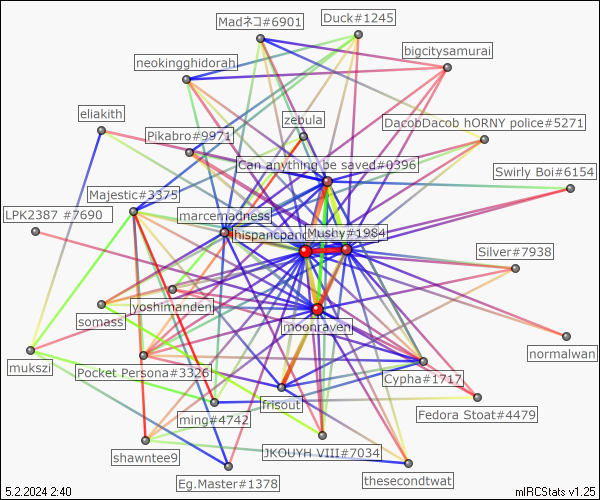 Madネコ#6901
Duck#1245
bigcitysamurai
neokingghidorah
eliakith
zebula
DacobDacob hORNY police#5271
Pikabro#9971
Can anything be saved#0396
Swirly Boi#6154
Majestic#3375
LPK2387 #7690
marcemadness
Mushy#1984
Silver#7938
yoshimanden
somass
moonraven
normalwan
mukszi
Pocket Persona#3326
Cypha#1717
frisout
Fedora Stoat#4479
ming#4742
shawntee9
JKOUYH VIII#7034
thesecondtwat
Eg.Master#1378
5.2.2024 2:40
mIRCStats v1.25